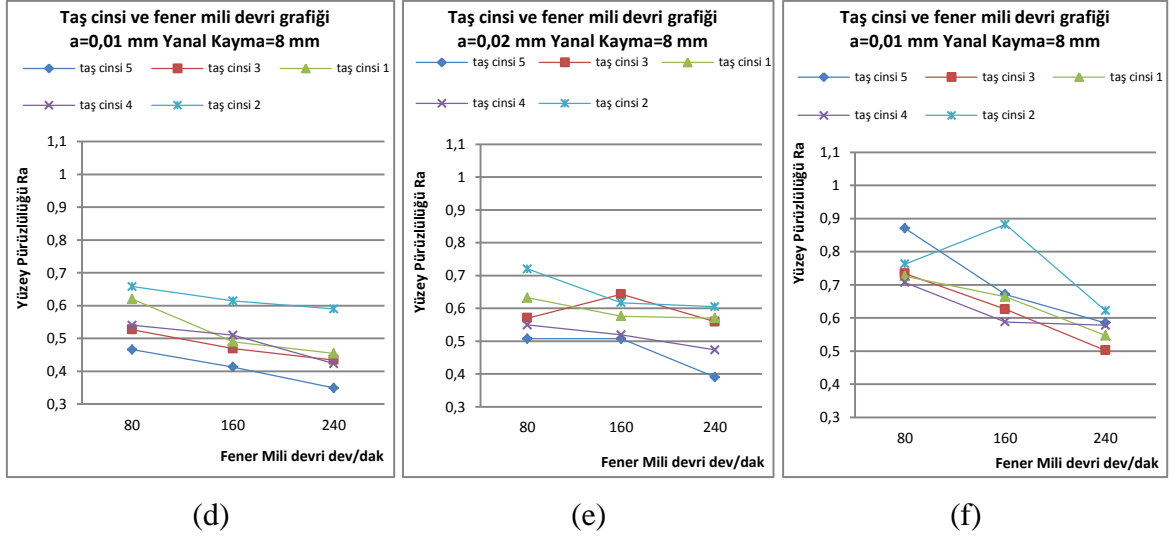 Taş cinsi ve fener mili devri grafiği
a=0,01 mm Yanal Kayma=8 mm
taş cinsi 5 taş cinsi 3 taş cinsi 1
taş cinsi 4 taş cinsi 2
Yüzey Pürüzlülüğü Ra
1,1
1
0,9
0,8
0,7
0,6
0,5
0,4
0,3
80 160 240
Fener Mili devri dev/dak
(d)
Taş cinsi ve fener mili devri grafiği
a=0,02 mm Yanal Kayma=8 mm
taş cinsi 5 taş cinsi 3 taş cinsi 1
taş cinsi 4 taş cinsi 2
Yüzey Pürüzlülüğü Ra
1,1
1
0,9
0,8
0,7
0,6
0,5
0,4
0,3
80 160 240
Fener Mili devri dev/dak
(e)
Taş cinsi ve fener mili devri grafiği
a=0,01 mm Yanal Kayma=8 mm
taş cinsi 5 taş cinsi 3 taş cinsi 1
taş cinsi 4 taş cinsi 2
Yüzey Pürüzlülüğü Ra
1,1
1
0,9
0,8
0,7
0,6
0,5
0,4
0,3
80 160 240
Fener Mili devri dev/dak
(f)